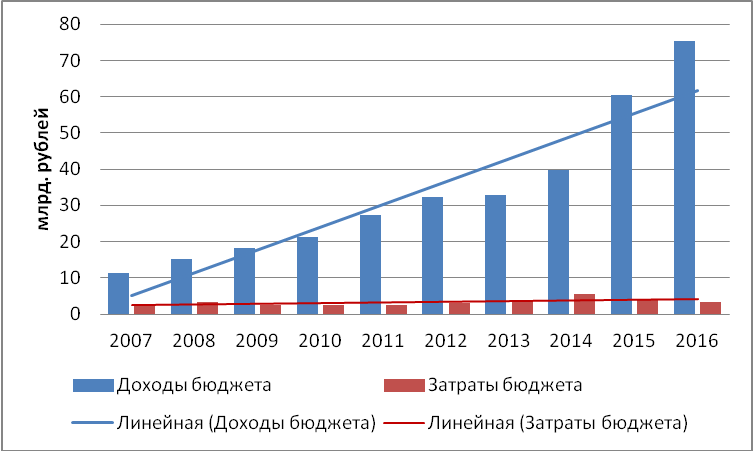 80
70
60
50
40
30
20
10
0
млрд. рублей
2007 2008 2009 2010 2011 2012 2013 2014 2015 2016
Доходы бюджета Затраты бюджета
Линейная (Доходы бюджета) Линейная (Затраты бюджета)